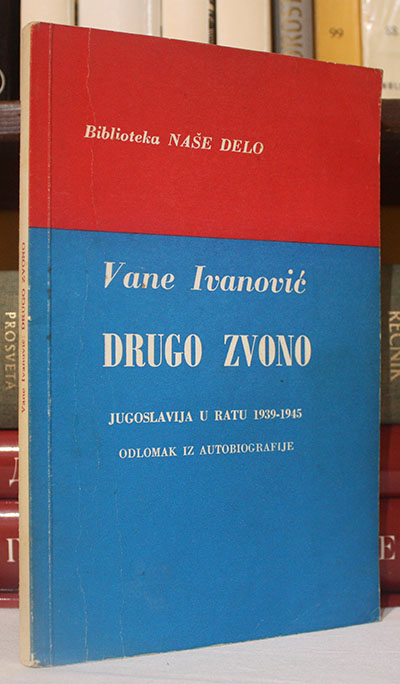 Biblioteka NAŠE DELO
Vane Ivanović
DRUGO ZVONO
JUGOSLAVIJA U RATU 1939-1945
ODLOMAK IZ AUTOBIOGRAFIJE
Vane Ivanovic: DRUGO ZVONO
PROSVETA
REČNIK
99